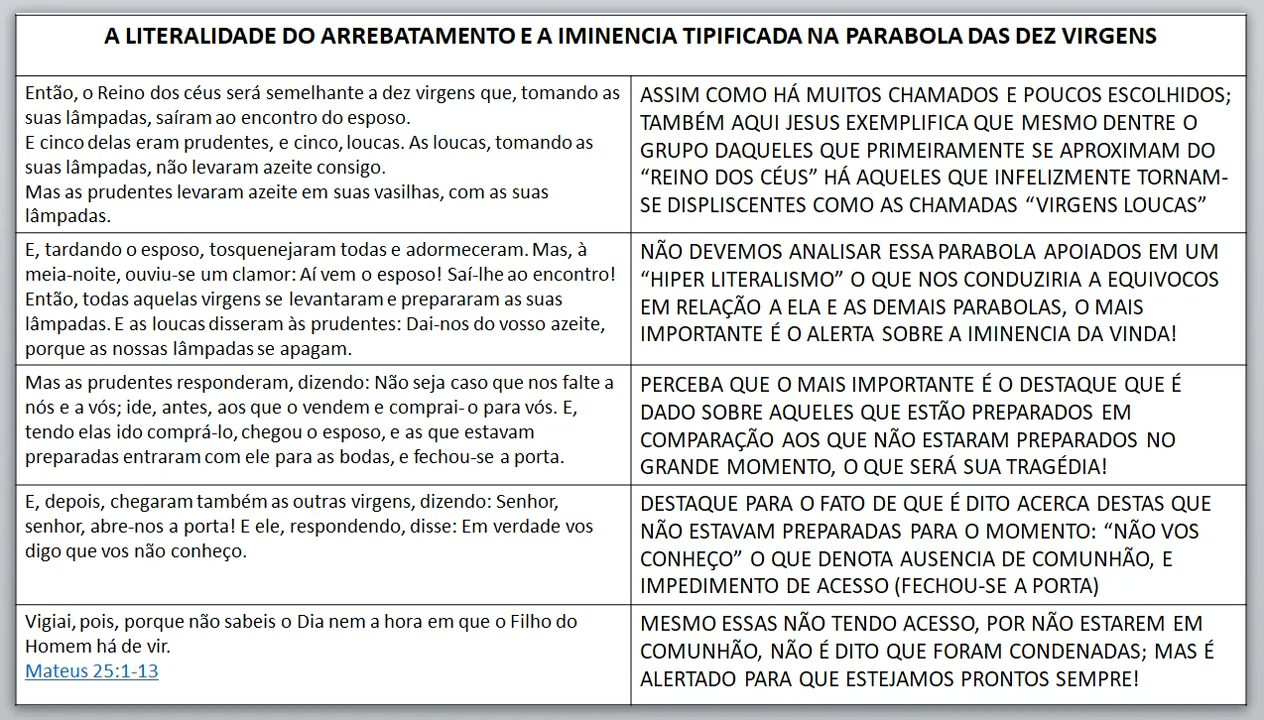 A LITERALIDADE DO ARREBATAMENTO E A IMINENCIA TIPIFICADA NA PARABOLA DAS DEZ VIRGENS
Então, o Reino dos céus será semelhante a dez virgens que, tomando as
suas lâmpadas, saíram ao encontro do esposo.
E cinco delas eram prudentes, e cinco, loucas. As loucas, tomando as
suas lâmpadas, não levaram azeite consigo.
Mas as prudentes levaram azeite em suas vasilhas, com as suas
lâmpadas.
ASSIM COMO HÁ MUITOS CHAMADOS E POUCOS ESCOLHIDOS;
TAMBÉM AQUI JESUS EXEMPLIFICA QUE MESMO DENTRE O
GRUPO DAQUELES QUE PRIMEIRAMENTE SE APROXIMAM DO
“REINO DOS CÉUS” HÁ AQUELES QUE INFELIZMENTE TORNAM-
SE DISPLISCENTES COMO AS CHAMADAS “VIRGENS LOUCAS”
E, tardando o esposo, tosquenejaram todas e adormeceram. Mas, à
meia-noite, ouviu-se um clamor: Aí vem o esposo! Saí-lhe ao encontro!
Então, todas aquelas virgens se levantaram e prepararam as suas
lâmpadas. E as loucas disseram às prudentes: Dai-nos do vosso azeite,
porque as nossas lâmpadas se apagam.
NÃO DEVEMOS ANALISAR ESSA PARABOLA APOIADOS EM UM
“HIPER LITERALISMO” O QUE NOS CONDUZIRIA A EQUIVOCOS
EM RELAÇÃO A ELA E AS DEMAIS PARABOLAS, O MAIS
IMPORTANTE É O ALERTA SOBRE A IMINENCIA DA VINDA!
Mas as prudentes responderam, dizendo: Não seja caso que nos falte a
nós e a vós; ide, antes, aos que o vendem e comprai-o para vós. E,
tendo elas ido comprá-lo, chegou o esposo, e as que estavam
preparadas entraram com ele para as bodas, e fechou-se a porta.
PERCEBA QUE O MAIS IMPORTANTE É O DESTAQUE QUE É
DADO SOBRE AQUELES QUE ESTÃO PREPARADOS EM
COMPARAÇÃO AOS QUE NÃO ESTARAM PREPARADOS NO
GRANDE MOMENTO, O QUE SERÁ SUA TRAGÉDIA!
E, depois, chegaram também as outras virgens, dizendo: Senhor,
senhor, abre-nos a porta! E ele, respondendo, disse: Em verdade vos
digo que vos não conheço.
DESTAQUE PARA O FATO DE QUE É DITO ACERCA DESTAS QUE
NÃO ESTAVAM PREPARADAS PARA O MOMENTO: “NÃO VOS
CONHEÇO” O QUE DENOTA AUSENCIA DE COMUNHÃO, E
IMPEDIMENTO DE ACESSO (FECHOU-SE A PORTA)
Vigiai, pois, porque não sabeis o Dia nem a hora em que o Filho do
Homem há de vir.
Mateus 25:1-13
MESMO ESSAS NÃO TENDO ACESSO, POR NÃO ESTAREM EM
COMUNHÃO, NÃO É DITO QUE FORAM CONDENADAS; MAS É
ALERTADO PARA QUE ESTEJAMOS PRONTOS SEMPRE!